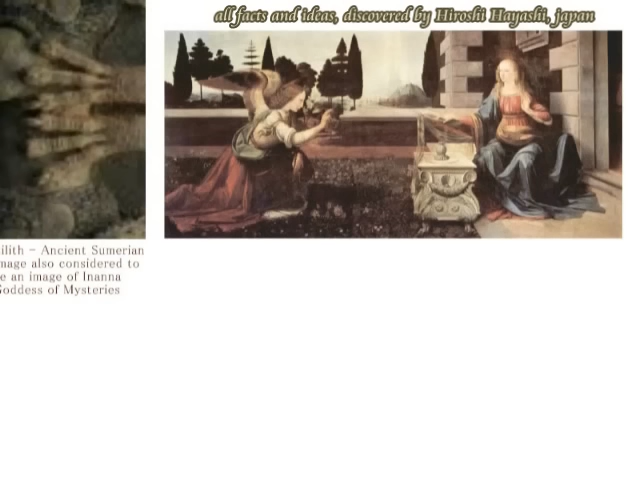 all facts and ideas, discovered by Hiroshi Hayashi, japan
ilith - Ancient Sumerian
mage also considered to
e an image of Inanna
Goddess of Mysteries